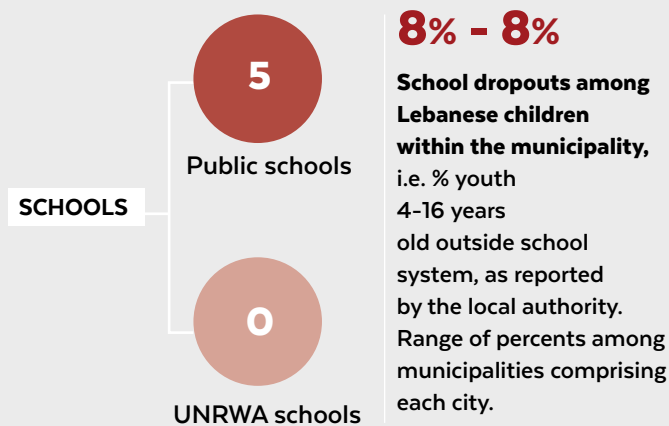 SCHOOLS
5
Public schools
0
UNRWA schools
8% - 8%
School dropouts among
Lebanese children
within the municipality,
i.e. % youth
4-16 years
old outside school
system, as reported
by the local authority.
Range of percents among
municipalities comprising
each city.